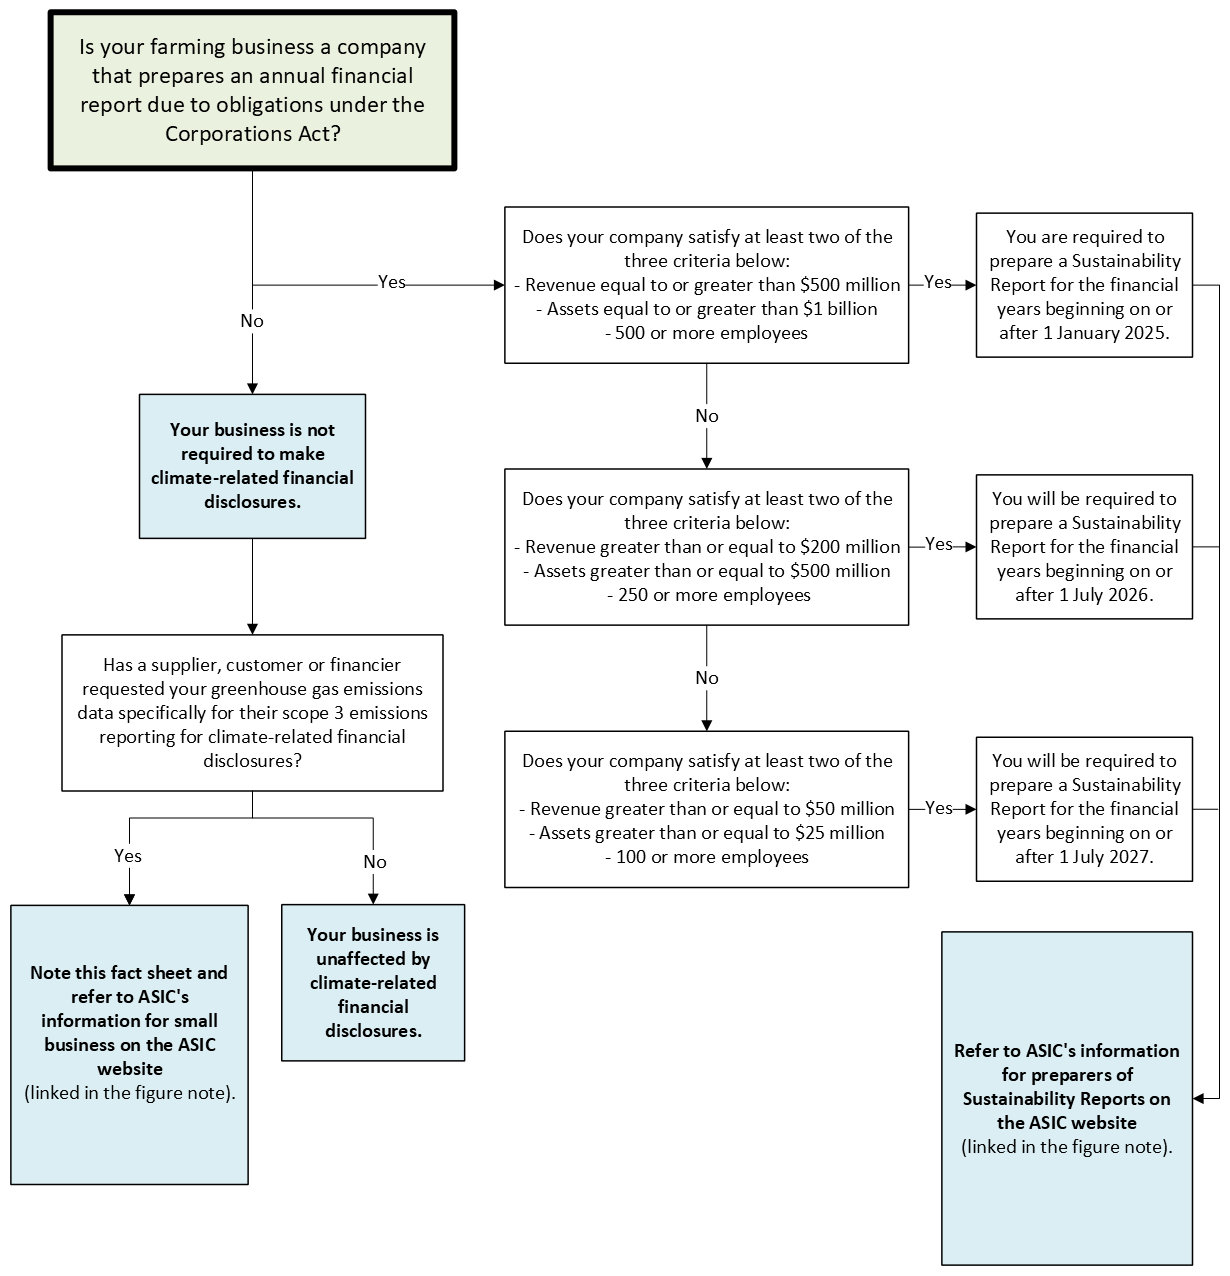 Is your farming business a company
that prepares an annual financial
report due to obligations under the
Corporations Act?
Yes
No
Does your company satisfy at least two of the
three criteria below:
- Revenue equal to or greater than $500 million
- Assets equal to or greater than $1 billion
- 500 or more employees
Yes
You are required to
prepare a Sustainability
Report for the financial
years beginning on or
after 1 January 2025.
No
Your business is not
required to make
climate-related financial
disclosures.
Does your company satisfy at least two of the
three criteria below:
- Revenue greater than or equal to $200 million
- Assets greater than or equal to $500 million
- 250 or more employees
Yes
You will be required to
prepare a Sustainability
Report for the financial
years beginning on or
after 1 July 2026.
No
Has a supplier, customer or financier
requested your greenhouse gas emissions
data specifically for their scope 3 emissions
reporting for climate-related financial
disclosures?
Does your company satisfy at least two of the
three criteria below:
- Revenue greater than or equal to $50 million
- Assets greater than or equal to $25 million
- 100 or more employees
Yes
You will be required to
prepare a Sustainability
Report for the financial
years beginning on or
after 1 July 2027.
Yes
No
Note this fact sheet and
refer to ASIC's
information for small
business on the ASIC
website
(linked in the figure note).
Your business is
unaffected by
climate-related
financial
disclosures.
Refer to ASIC's information
for preparers of
Sustainability Reports on
the ASIC website
(linked in the figure note).